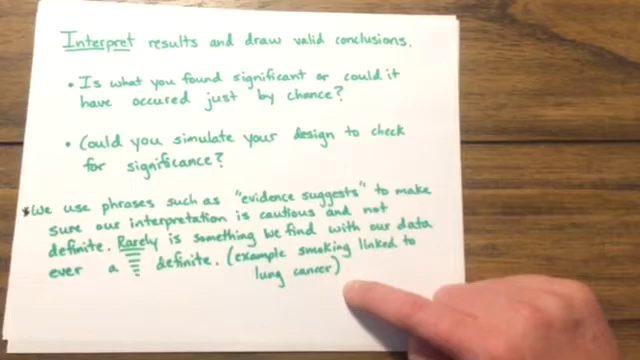 Interpret results and draw valid conclusions.
• Is what you found significant or could it
have occured just by chance?
• Could you simulate your design to check
for significance?
*We use phrases such as "evidence suggests" to make
sure our interpretation is cautious and not
definite. Rarely is something we find with our data
ever a definite. (example smoking linked to
lung cancer)